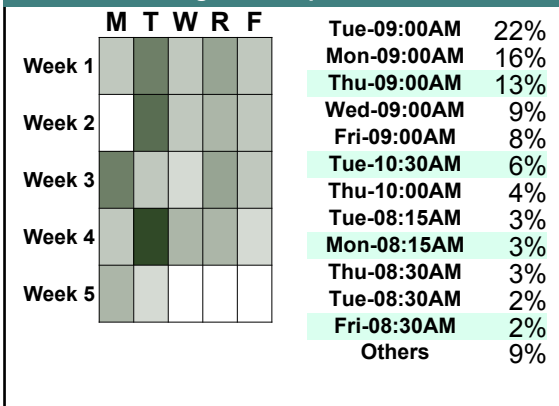 M T W R F
Week 1
Week 2
Week 3
Week 4
Week 5
Tue-09:00AM 22%
Mon-09:00AM 16%
Thu-09:00AM 13%
Wed-09:00AM 9%
Fri-09:00AM 8%
Tue-10:30AM 6%
Thu-10:00AM 4%
Tue-08:15AM 3%
Mon-08:15AM 3%
Thu-08:30AM 3%
Tue-08:30AM 2%
Fri-08:30AM 2%
Others 9%